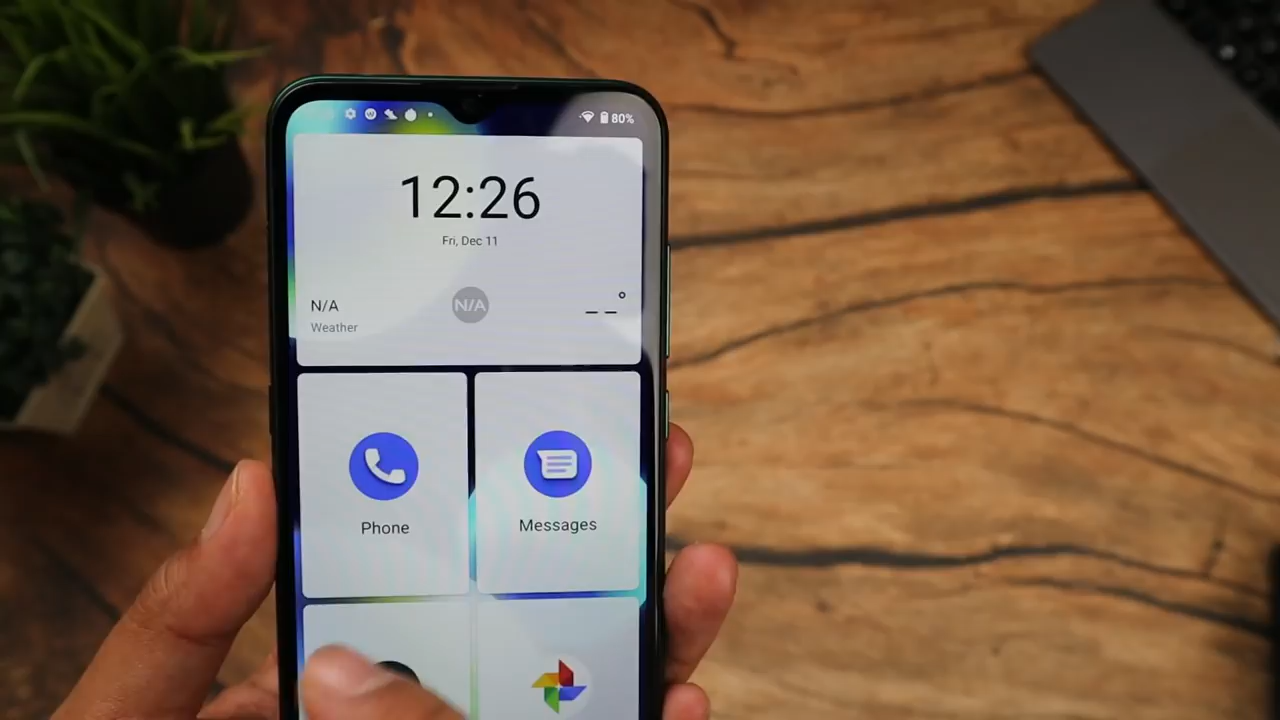 80%
12:26
Fri, Dec 11
N/A
N/A
Weather
Phone
Messages